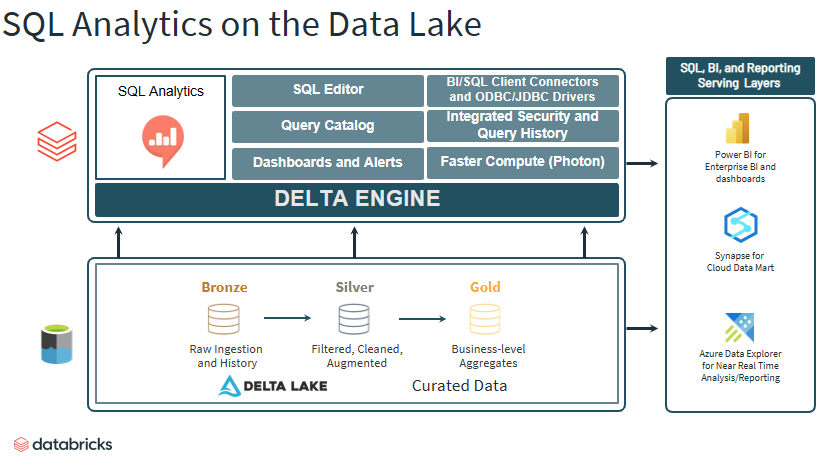 SQL Analytics on the Data Lake
SQL Analytics
SQL Editor
Query Catalog
Dashboards and Alerts
BI/SQL Client Connectors
and ODBC/JDBC Drivers
Integrated Security and
Query History
Faster Compute (Photon)
DELTA ENGINE
Bronze
Raw Ingestion
and History
Silver
Filtered, Cleaned,
Augmented
Gold
Business-level
Aggregates
DELTA LAKE
Curated Data
SQL, BI, and Reporting
Serving Layers
Power BI for
Enterprise BI and
dashboards
Synapse for
Cloud Data Mart
Azure Data Explorer
for Near Real Time
Analysis/Reporting
databricks